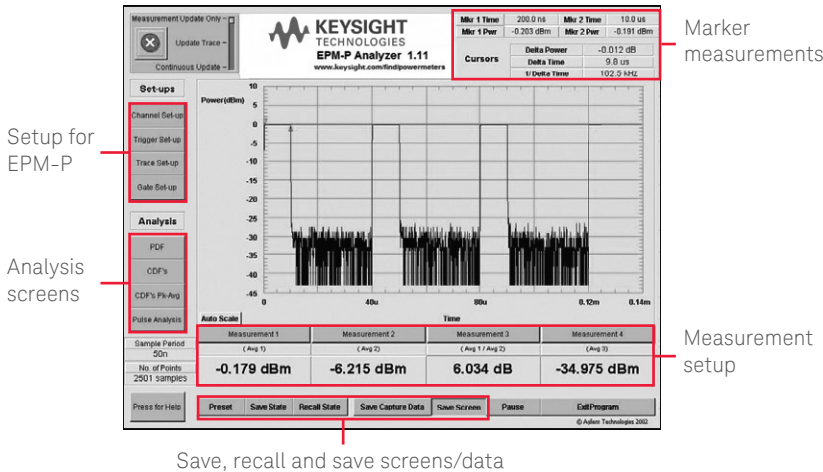 Measurement Update Only -
Update Trace -
Continuous Update -
KEYSIGHT
TECHNOLOGIES
EPM-P Analyzer 1.11
www.keysight.com/find/powermeters
Mkr 1 Time 200.0 ns Mkr 2 Time 10.0 us
Mkr 1 Pwr -0.203 dBm Mkr 2 Pwr -0.191 dBm
Cursors
Delta Power -0.012 dB
Delta Time 9.8 us
1/Delta Time 102.5 kHz
Marker
measurements
Set-ups
Channel Set-up
Trigger Set-up
Trace Set-up
Gate Set-up
Setup for
EPM-P
Analysis
PDF
CDF's
CDF's Pk-Avg
Pulse Analysis
Analysis
screens
Power(dBm)
10
5
0
-5
-10
-15
-20
-25
-30
-35
-40
-45
0 40u 80u 0.12m 0.14m
Auto Scale
Time
Sample Period
50n
No. of Points
2501 samples
Measurement 1 Measurement 2 Measurement 3 Measurement 4
( Avg 1) ( Avg 2) ( Avg 1 / Avg 2) ( Avg 3)
-0.179 dBm -6.215 dBm 6.034 dB -34.975 dBm
Measurement
setup
Press for Help
Preset Save State Recall State Save Capture Data Save Screen Pause Exit Program
© Agilent Technologies 2002
Save, recall and save screens/data